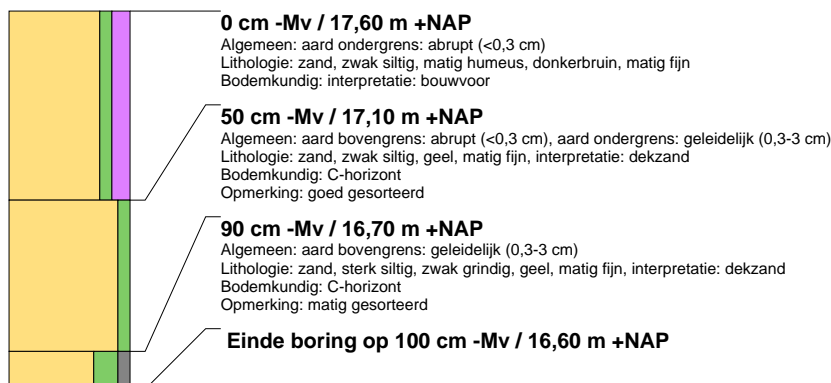 0 cm -Mv / 17,60 m +NAP
Algemeen: aard ondergrens: abrupt (<0,3 cm)
Lithologie: zand, zwak siltig, matig humeus, donkerbruin, matig fijn
Bodemkundig: interpretatie: bouwvoor
50 cm -Mv / 17,10 m +NAP
Algemeen: aard bovengrens: abrupt (<0,3 cm), aard ondergrens: geleidelijk (0,3-3 cm)
Lithologie: zand, zwak siltig, geel, matig fijn, interpretatie: dekzand
Bodemkundig: C-horizont
Opmerking: goed gesorteerd
90 cm -Mv / 16,70 m +NAP
Algemeen: aard bovengrens: geleidelijk (0,3-3 cm)
Lithologie: zand, sterk siltig, zwak grindig, geel, matig fijn, interpretatie: dekzand
Bodemkundig: C-horizont
Opmerking: matig gesorteerd
Einde boring op 100 cm -Mv / 16,60 m +NAP